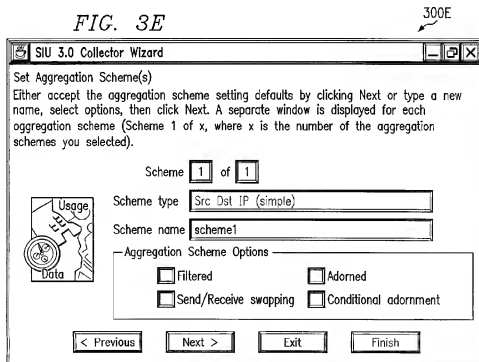 FIG. 3E
300E
SIU 3.0 Collector Wizard
Set Aggregation Scheme(s)
Either accept the aggregation scheme setting defaults by clicking Next or type a new
name, select options, then click Next. A separate window is displayed for each
aggregation scheme (Scheme 1 of x, where x is the number of the aggregation
schemes you selected).
Scheme 1 of 1
Usage
Data
Scheme type Src Dst IP (simple)
Scheme name scheme1
Aggregation Scheme Options
Filtered Adorned
Send/Receive swapping Conditional adornment
< Previous Next > Exit Finish